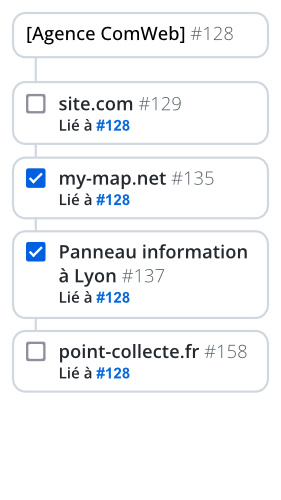 [Agence ComWeb] #128
site.com #129
Lié à #128
my-map.net #135
Lié à #128
Panneau information
à Lyon #137
Lié à #128
point-collecte.fr #158
Lié à #128